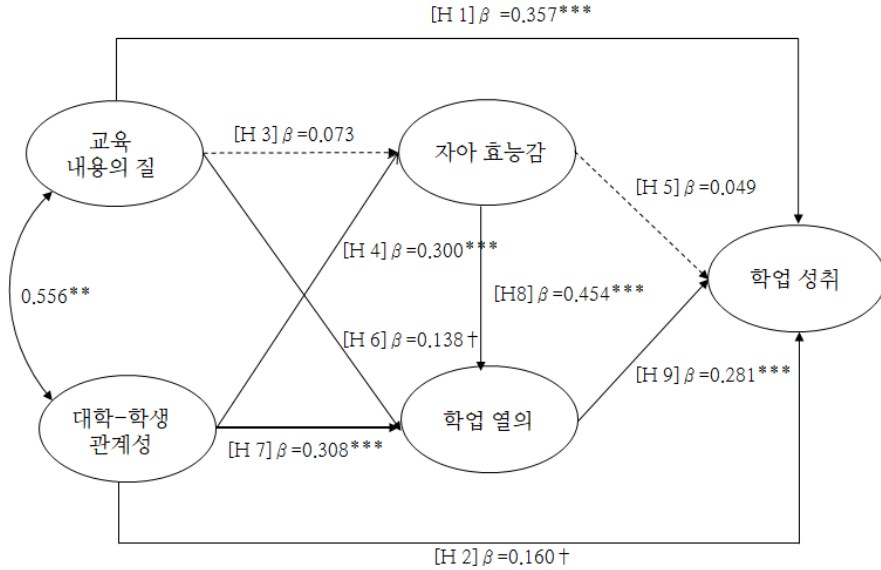 [H 1] β =0.357***
교육
내용의 질
[H 3] β=0.073
자아 효능감
[H 5] β=0.049
[H 4] β=0.300***
학업 성취
0.556**
[H8] β=0.454***
[H 6] β=0.138†
[H 9] β=0.281***
대학-학생
관계성
학업 열의
[H 7] β=0.308***
[H 2] β=0.160†